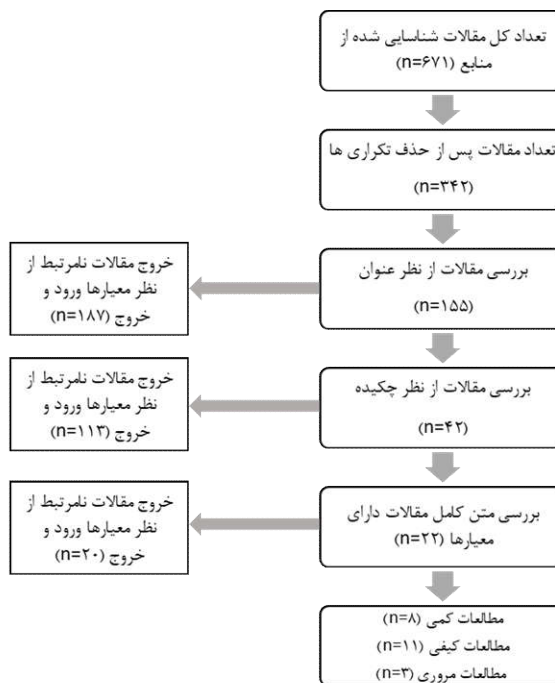 تعداد کل مقالات شناسایی شده از
منابع (n=۶۷۱)
تعداد مقالات پس از حذف تکراری ها
(n=۳۴۲)
بررسی مقالات از نظر عنوان
(n=۱۵۵)
خروج مقالات نامرتبط از
نظر معیارها ورود و
خروج (n=۱۸۷)
بررسی مقالات از نظر چکیده
(n=۴۲)
خروج مقالات نامرتبط از
نظر معیارها ورود و
خروج (n=۱۱۳)
بررسی متن کامل مقالات دارای
معیارها (n=۲۲)
خروج مقالات نامرتبط از
نظر معیارها ورود و
خروج (n=۲۰)
مطالعات کمی (n=۸)
مطالعات کیفی (n=۱۱)
مطالعات مروری (n=۳)